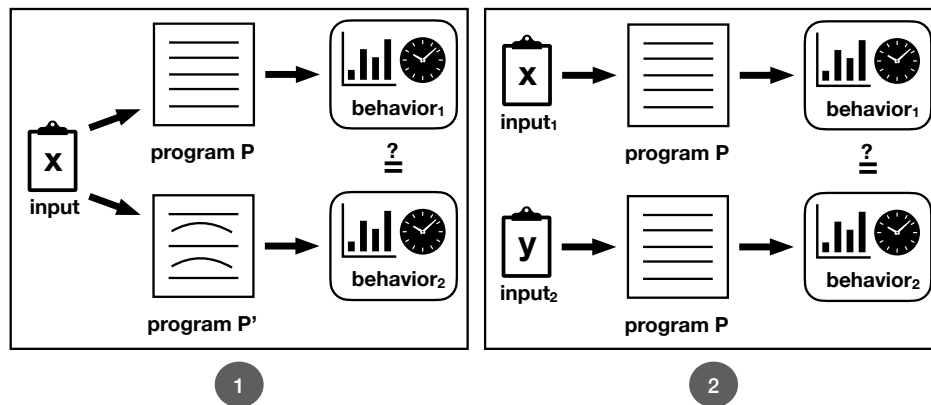 behavior₁
program P
?
=
x
input
behavior₂
program P’
1
x
input₁
behavior₁
program P
?
=
y
input₂
behavior₂
program P
2